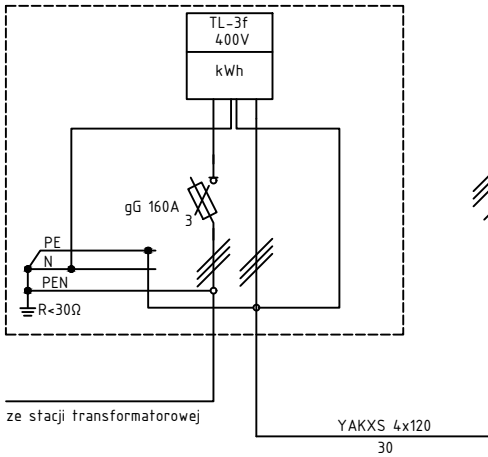 TL-3f
400V
kWh
gG 160A
3
PE
N
PEN
R<30Ω
ze stacji transformatorowej
YAKXS 4x120
30